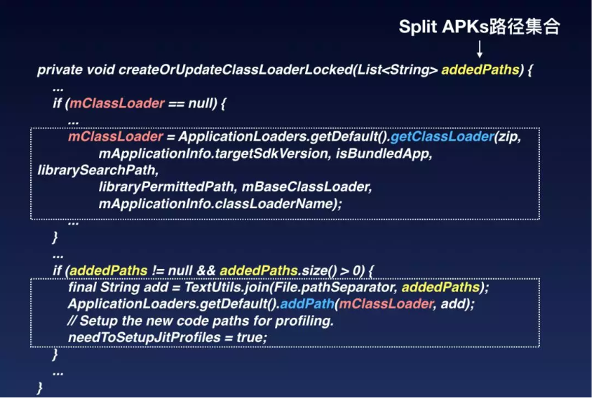 Split APKs路径集合
private void createOrUpdateClassLoaderLocked(List<String> addedPaths) {
...
if (mClassLoader == null) {
...
mClassLoader = ApplicationLoaders.getDefault().getClassLoader(zip,
mApplicationInfo.targetSdkVersion, isBundledApp,
librarySearchPath,
libraryPermittedPath, mBaseClassLoader,
mApplicationInfo.classLoaderName);
...
}
...
if (addedPaths != null && addedPaths.size() > 0) {
final String add = TextUtils.join(File.pathSeparator, addedPaths);
ApplicationLoaders.getDefault().addPath(mClassLoader, add);
// Setup the new code paths for profiling.
needToSetupJitProfiles = true;
}
...
}